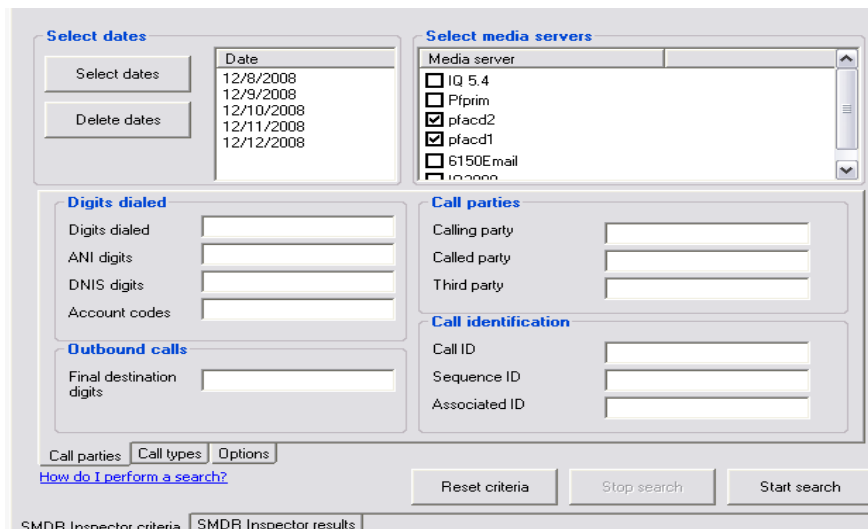 Select dates
Select dates
Delete dates
Date
12/8/2008
12/9/2008
12/10/2008
12/11/2008
12/12/2008
Select media servers
Media server
IQ 5.4
Pfprim
pfacd2
pfacd1
6150Email
Digits dialed
Digits dialed
ANI digits
DNIS digits
Account codes
Outbound calls
Final destination
digits
Call parties
Calling party
Called party
Third party
Call identification
Call ID
Sequence ID
Associated ID
Call parties
Call types
Options
How do I perform a search?
Reset criteria
Stop search
Start search
SMDR Inspector criteria
SMDR Inspector results